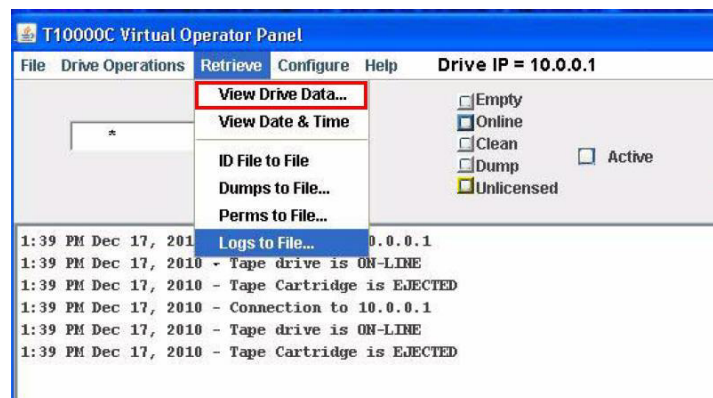 T10000C Virtual Operator Panel
File Drive Operations Retrieve Configure Help Drive IP = 10.0.0.1
View Drive Data...
View Date & Time
ID File to File
Dumps to File...
Perms to File...
Logs to File...
*
Empty
Online
Clean
Dump
Unlicensed
Active
1:39 PM Dec 17, 201 0.0.0.1
1:39 PM Dec 17, 2010 - Tape drive is ON-LINE
1:39 PM Dec 17, 2010 - Tape Cartridge is EJECTED
1:39 PM Dec 17, 2010 - Connection to 10.0.0.1
1:39 PM Dec 17, 2010 - Tape drive is ON-LINE
1:39 PM Dec 17, 2010 - Tape Cartridge is EJECTED